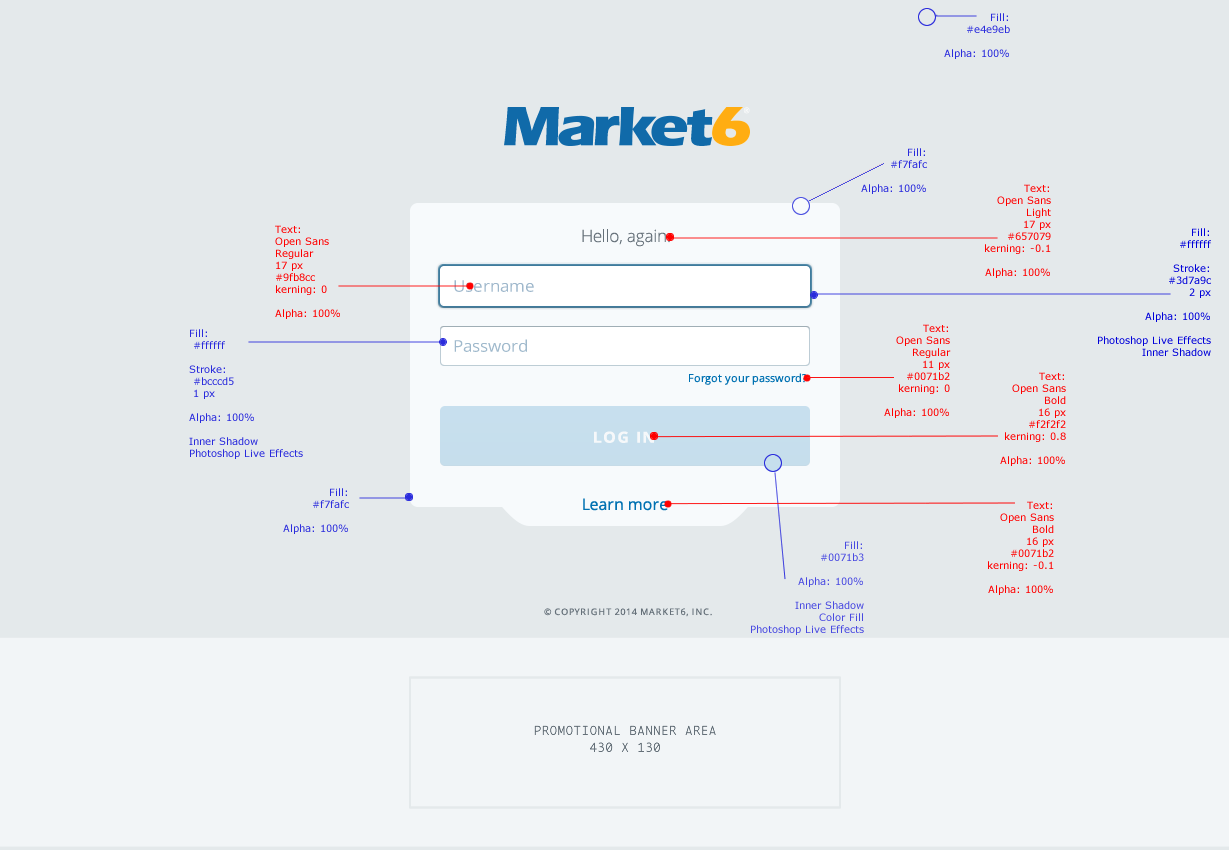 Fill:
#e4e9eb
Alpha: 100%
Market6
Fill:
#f7fafc
Alpha: 100%
Text:
Open Sans
Light
17 px
#657079
kerning: -0.1
Alpha: 100%
Text:
Open Sans
Regular
17 px
#9fb8cc
kerning: 0
Alpha: 100%
Hello, again
Fill:
#ffffff
Stroke:
#3d7a9c
2 px
Alpha: 100%
Photoshop Live Effects
Inner Shadow
Username
Fill:
#ffffff
Stroke:
#bcccd5
1 px
Alpha: 100%
Inner Shadow
Photoshop Live Effects
Password
Text:
Open Sans
Regular
11 px
#0071b2
kerning: 0
Alpha: 100%
Forgot your password?
Text:
Open Sans
Bold
16 px
#f2f2f2
kerning: 0.8
Alpha: 100%
LOG IN
Fill:
#f7fafc
Alpha: 100%
Learn more
Text:
Open Sans
Bold
16 px
#0071b2
kerning: -0.1
Alpha: 100%
Fill:
#0071b3
Alpha: 100%
Inner Shadow
Color Fill
Photoshop Live Effects
© COPYRIGHT 2014 MARKET6, INC.
PROMOTIONAL BANNER AREA
430 X 130